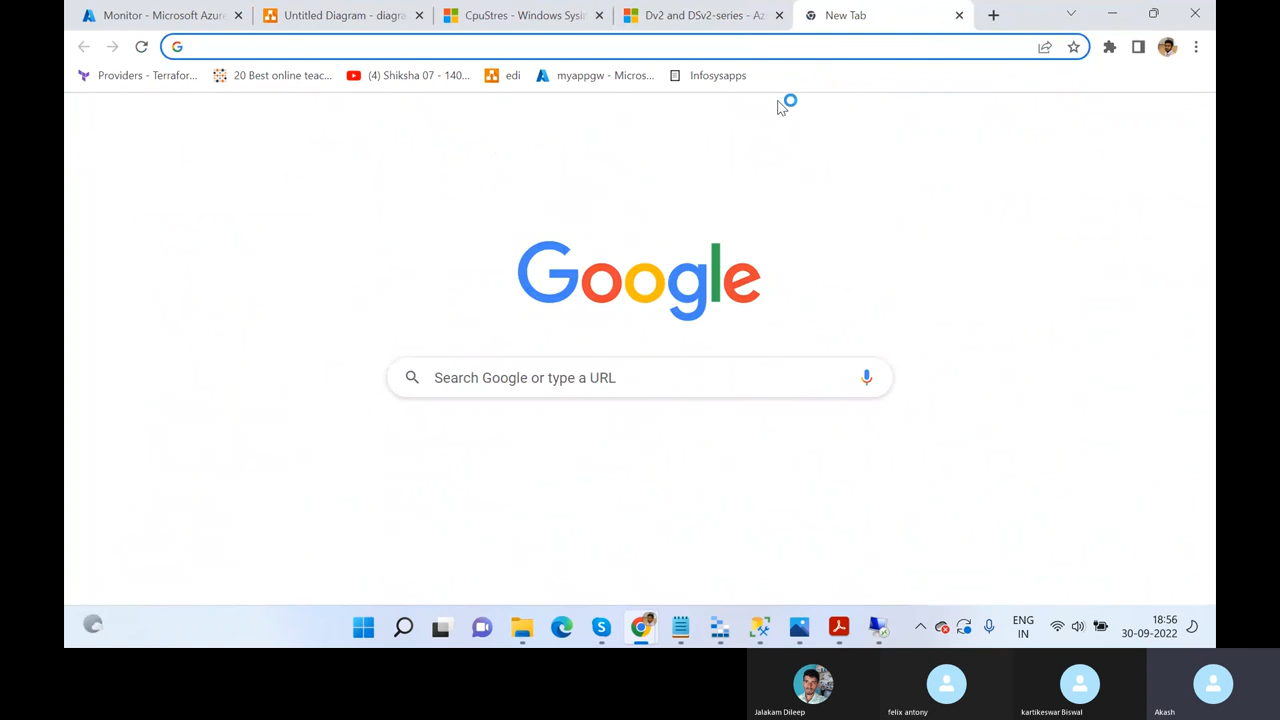 Monitor - Microsoft Azure
Untitled Diagram - diagra
CpuStres - Windows Sysin
Dv2 and DSv2-series - Az
New Tab
Providers - Terrafor...
20 Best online teac...
(4) Shiksha 07 - 140...
edi
myappgw - Micros...
Infosysapps
Google
Search Google or type a URL
ENG
IN
18:56
30-09-2022
Jalakam Dileep
felix antony
kartikeswar Biswal
Akash